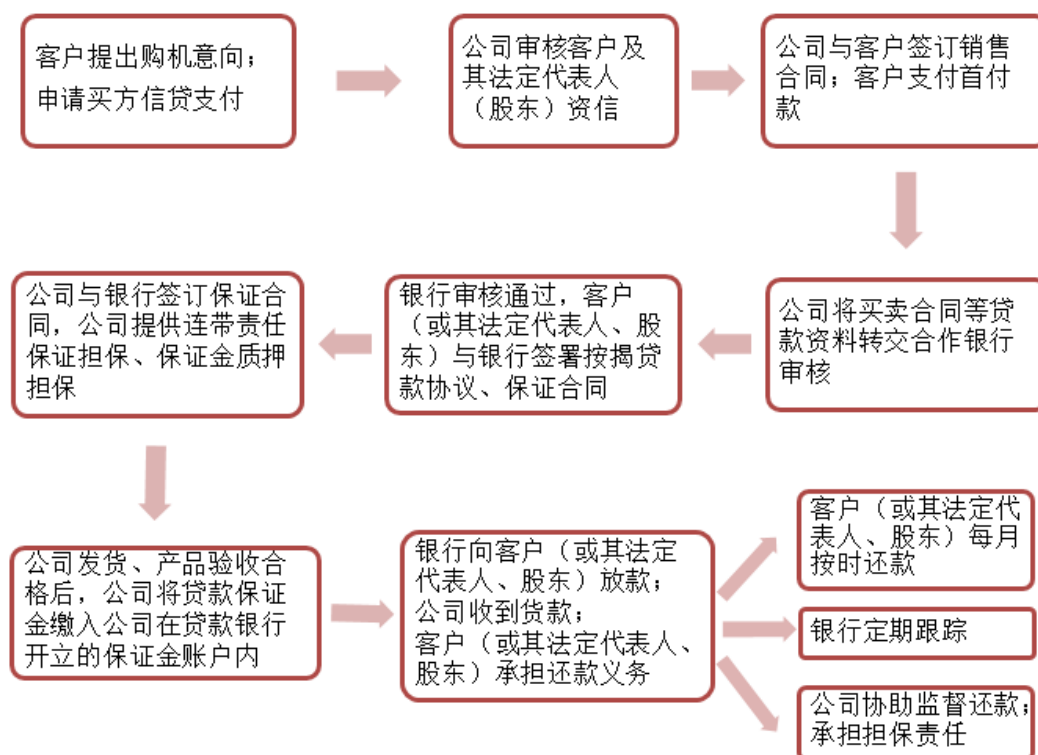 客户提出购机意向；
申请买方信贷支付
公司审核客户及
其法定代表人
（股东）资信
公司与客户签订销售
合同；客户支付首付
款
公司将买卖合同等贷
款资料转交合作银行
审核
银行审核通过，客户
（或其法定代表人、股
东）与银行签署按揭贷
款协议、保证合同
公司与银行签订保证合
同，公司提供连带责任
保证担保、保证金质押
担保
公司发货、产品验收合
格后，公司将贷款保证
金缴入公司在贷款银行
开立的保证金账户内
银行向客户（或其法定
代表人、股东）放款；
公司收到货款；
客户（或其法定代表人、
股东）承担还款义务
客户（或其法定代
表人、股东）每月
按时还款
银行定期跟踪
公司协助监督还款；
承担担保责任